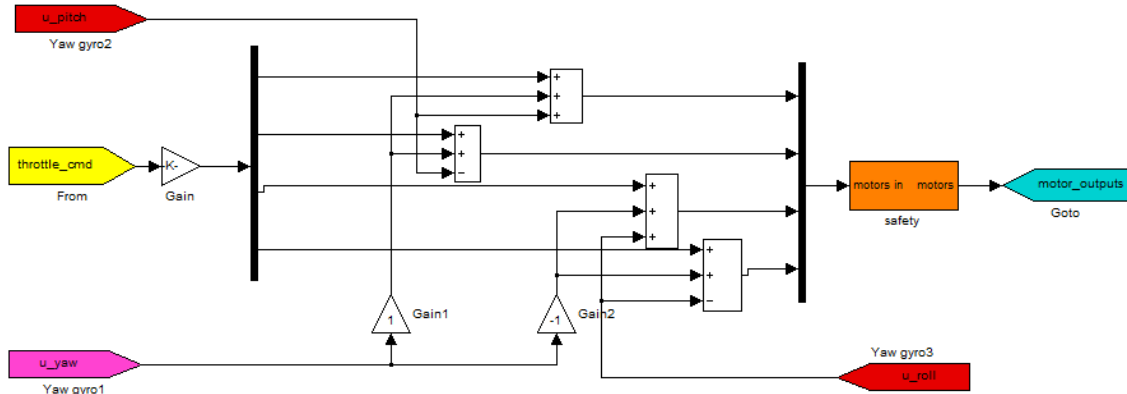 u_pitch
Yaw gyro2
+
+
+
throttle_cmd
From
K-
Gain
+
+
−
+
+
+
motors in motors
safety
motor_outputs
Goto
+
+
−
1
Gain1
-1
Gain2
u_yaw
Yaw gyro1
Yaw gyro3
u_roll